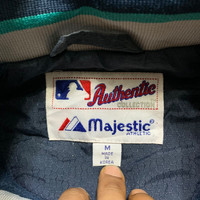 Authentic
COLLECTION
Majestic
ATHLETIC
M
MADE
IN
KOREA